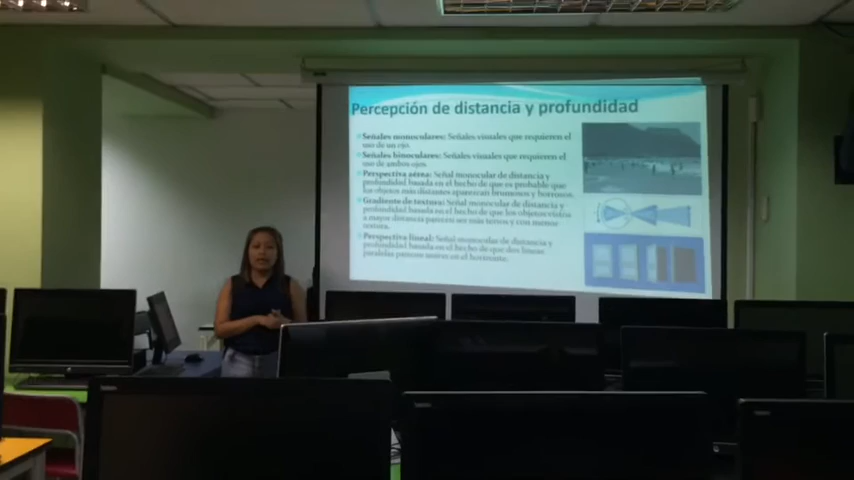 Percepción de distancia y profundidad
Señales monoculares: Señales visuales que requieren el
uso de un ojo.
Señales binoculares: Señales visuales que requieren el
uso de ambos ojos.
Perspectiva aérea: Señal monocular de distancia y
profundidad basada en el hecho de que es probable que
los objetos más distantes aparezcan brumosos y borrosos.
Gradiente de textura: Señal monocular de distancia y
profundidad basada en el hecho de que los objetos vistos
a mayor distancia parecen ser más tersos y con menos
textura.
Perspectiva lineal: Señal monocular de distancia y
profundidad basada en el hecho de que dos líneas
paralelas parecen unirse en el horizonte.